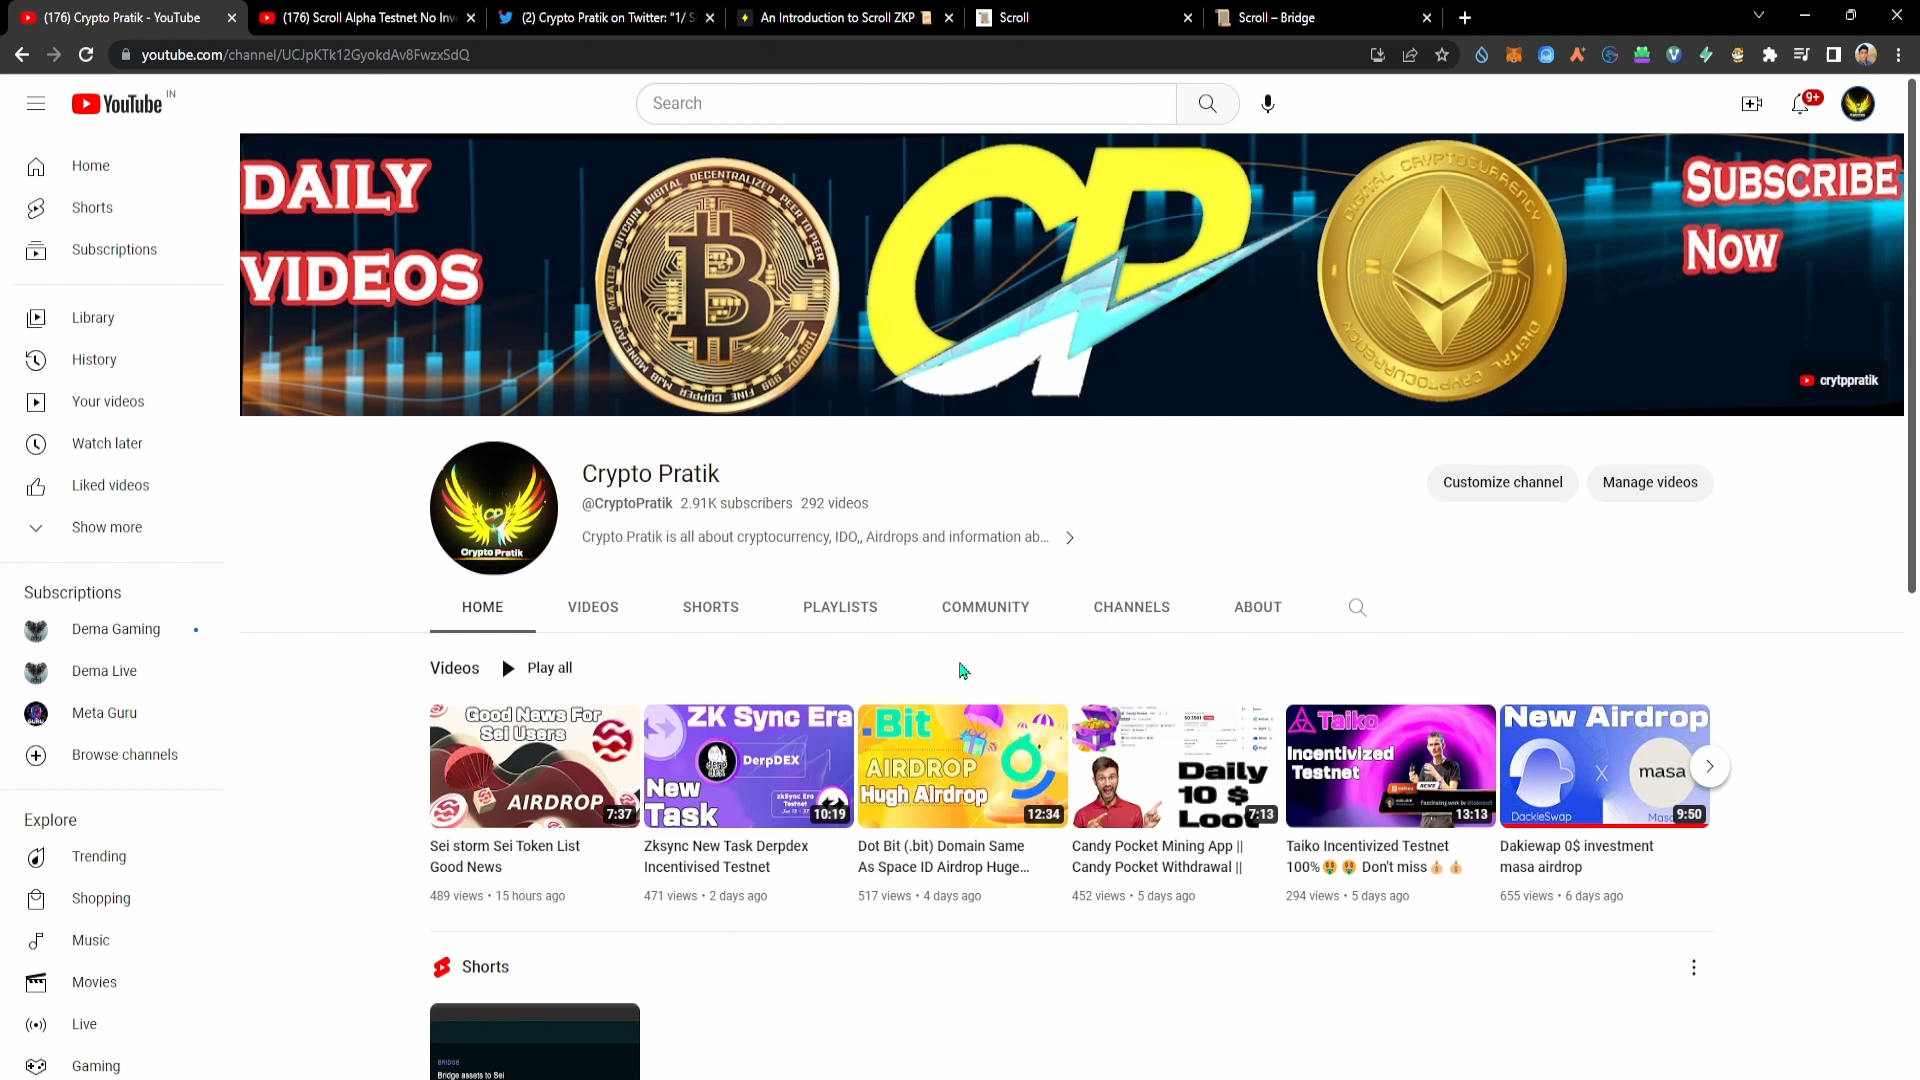 (176) Crypto Pratik - YouTube
(176) Scroll Alpha Testnet No Inv
(2) Crypto Pratik on Twitter: "1/ S
An Introduction to Scroll ZKP
Scroll
Scroll – Bridge
youtube.com/channel/UCJpKTk12GyokdAv8FwzxSdQ
YouTube IN
Search
9+
Home
Shorts
Subscriptions
Library
History
Your videos
Watch later
Liked videos
Show more
Subscriptions
Dema Gaming
Dema Live
Meta Guru
Browse channels
Explore
Trending
Shopping
Music
Movies
Live
Gaming
DAILY
VIDEOS
CP
SUBSCRIBE
NOW
crytppratik
Crypto Pratik
Crypto Pratik
@CryptoPratik 2.91K subscribers 292 videos
Crypto Pratik is all about cryptocurrency, IDO,, Airdrops and information ab...
Customize channel
Manage videos
HOME
VIDEOS
SHORTS
PLAYLISTS
COMMUNITY
CHANNELS
ABOUT
Videos
Play all
Good News For
Sei Users
AIRDROP
7:37
Sei storm Sei Token List
Good News
489 views • 15 hours ago
ZK Sync Era
DerpDEX
New
Task
10:19
Zksync New Task Derpdex
Incentivised Testnet
471 views • 2 days ago
.Bit
AIRDROP
Hugh Airdrop
12:34
Dot Bit (.bit) Domain Same
As Space ID Airdrop Huge...
517 views • 4 days ago
Daily
10 $
Loot
7:13
Candy Pocket Mining App ||
Candy Pocket Withdrawal ||
452 views • 5 days ago
Taiko
Incentivized
Testnet
13:13
Taiko Incentivized Testnet
100%🤑🤑 Don't miss💰💰
294 views • 5 days ago
New Airdrop
X
masa
DackieSwap
Masa
9:50
Dakiewap 0$ investment
masa airdrop
655 views • 6 days ago
Shorts
BRIDGE
Bridge assets to Sei